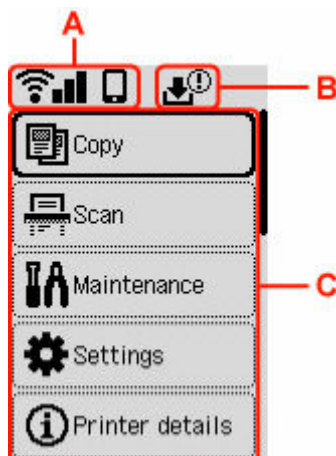 A
B
Copy
Scan
Maintenance
C
Settings
Printer details